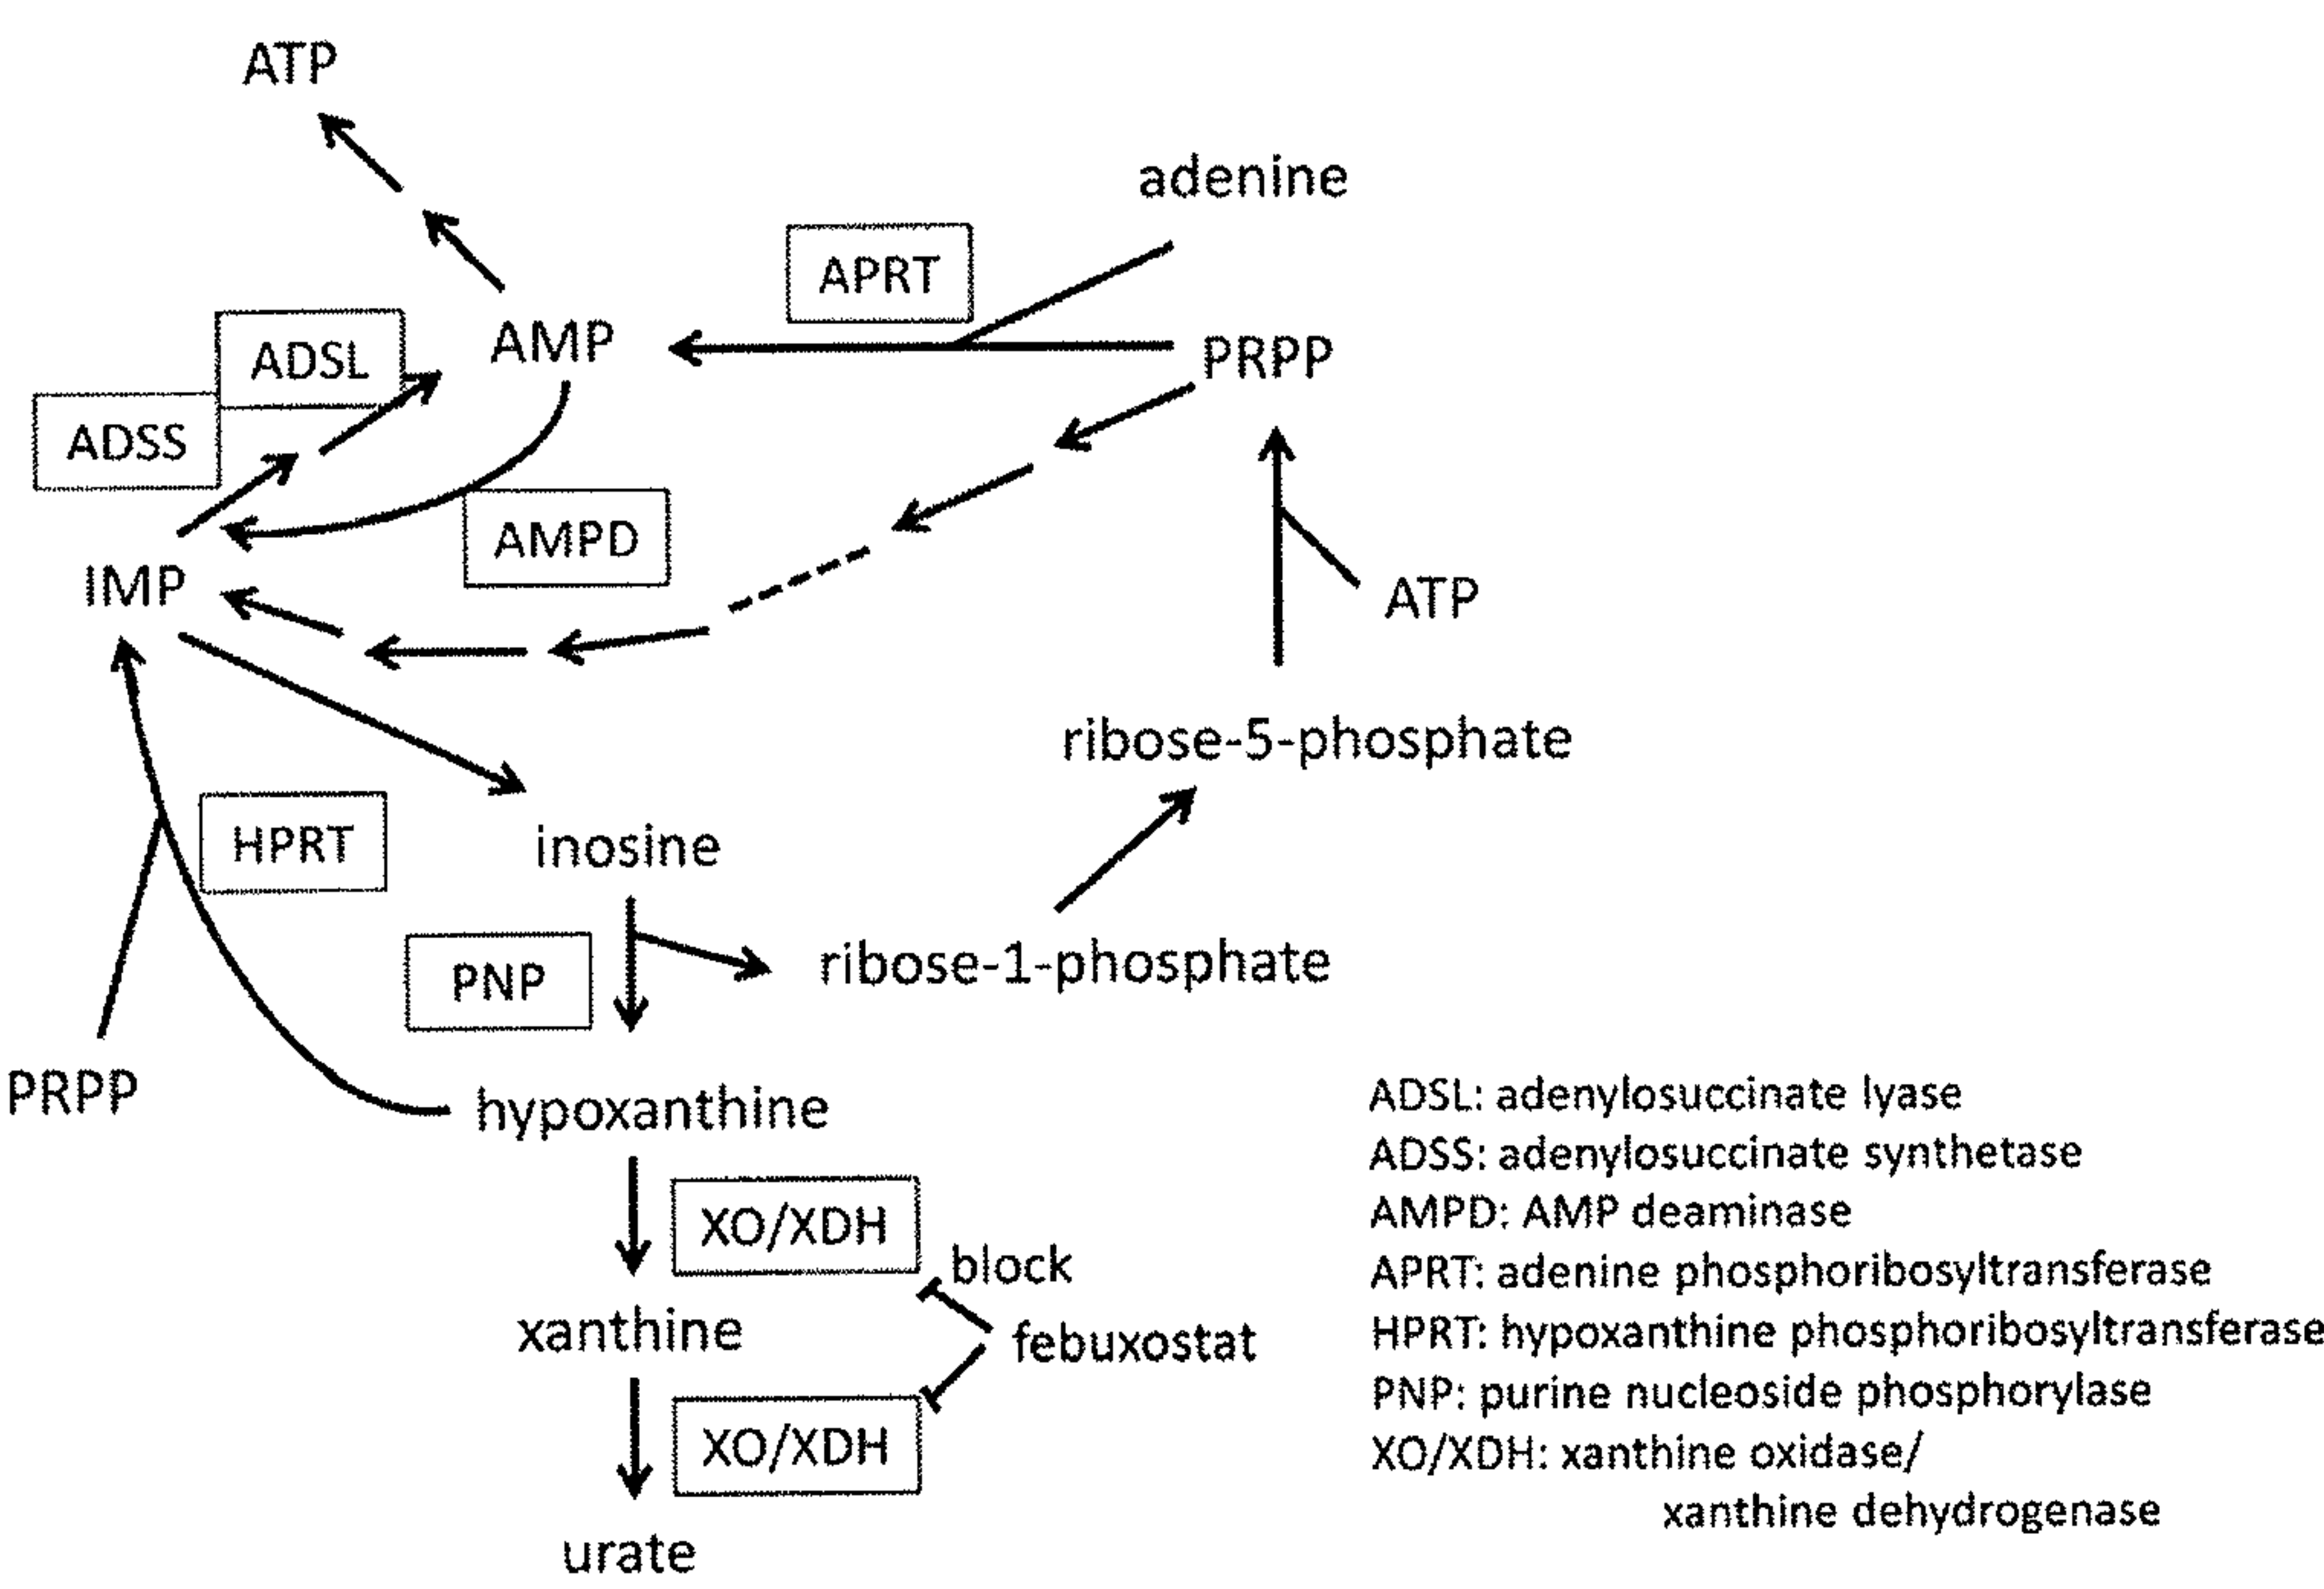 ATP
adenine
APRT
AMP
PRPP
ADSL
ADSS
AMPD
IMP
ATP
ribose-5-phosphate
HPRT
inosine
PNP
ribose-1-phosphate
PRPP
hypoxanthine
XO/XDH
block
xanthine
febuxostat
XO/XDH
urate
ADSL: adenylosuccinate lyase
ADSS: adenylosuccinate synthetase
AMPD: AMP deaminase
APRT: adenine phosphoribosyltransferase
HPRT: hypoxanthine phosphoribosyltransferase
PNP: purine nucleoside phosphorylase
XO/XDH: xanthine oxidase/
xanthine dehydrogenase